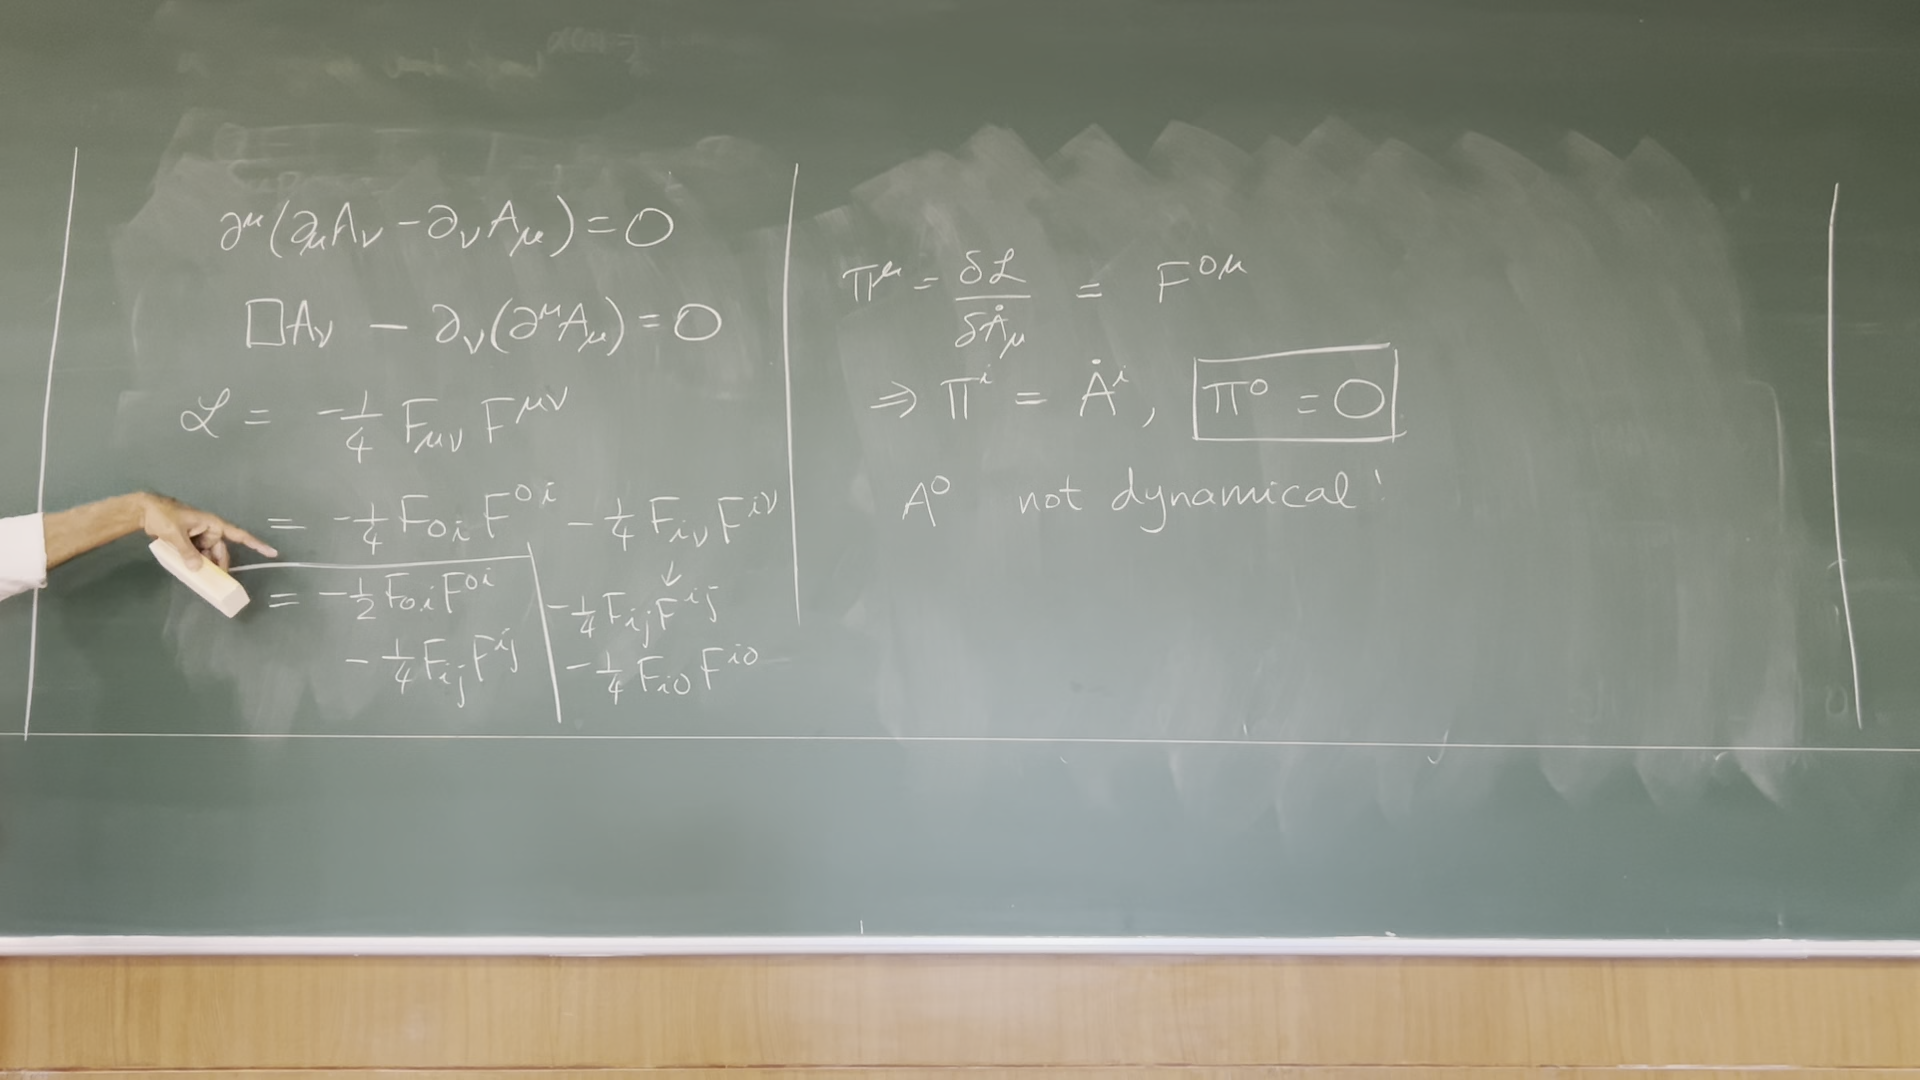 ∂^μ(∂_μA_ν − ∂_νA_μ) = 0
□A_ν − ∂_ν(∂^μA_μ) = 0
ℒ = −1/4 F_μν F^μν
= −1/4 F_0i F^0i − 1/4 F_iν F^iν
↓
= −1/2 F_0i F^0i
− 1/4 F_ij F^ij
−1/4 F_ij F^ij
− 1/4 F_i0 F^i0
Π^μ = δℒ/δȦ_μ = F^0μ
⇒ Π^i = Ȧ^i, Π^0 = 0
A^0 not dynamical!